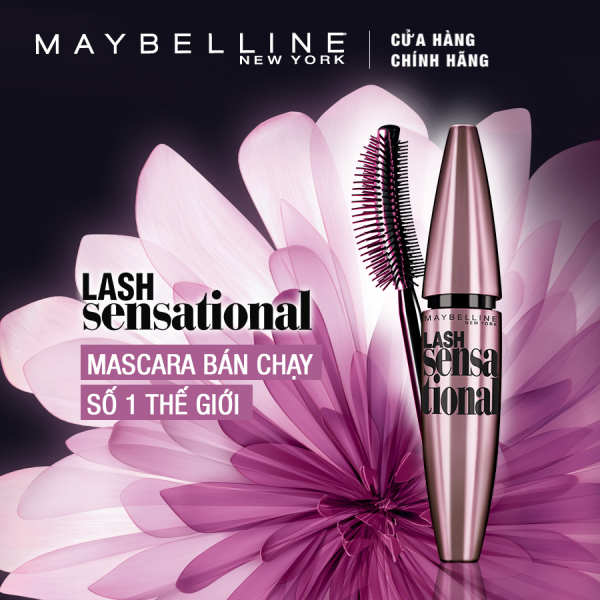 MAYBELLINE
NEW YORK
CỬA HÀNG
CHÍNH HÃNG
LASH
sensational
MASCARA BÁN CHẠY
SỐ 1 THẾ GIỚI
MAYBELLINE
NEW YORK
LASH
sensa
tional